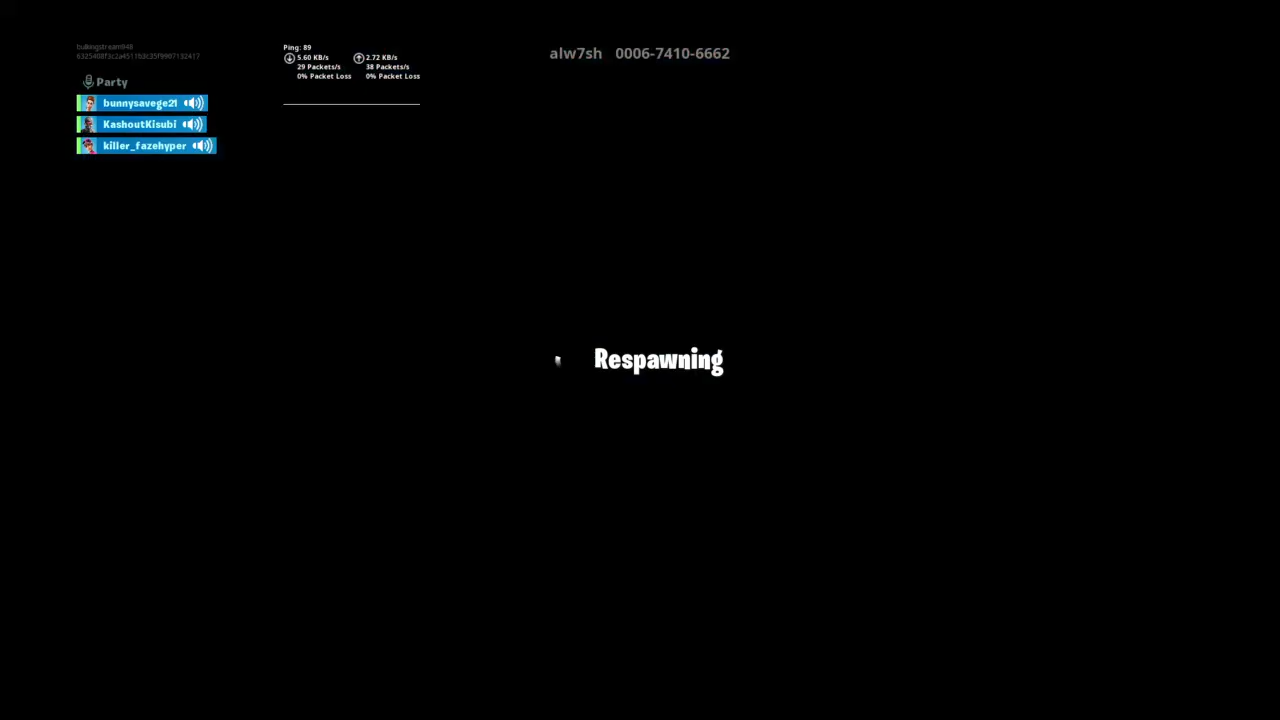 Party
bunnysavege21
KashoutKisubi
killer_fazehyper
Ping: 89
5.60 KB/s 2.72 KB/s
29 Packets/s 38 Packets/s
0% Packet Loss 0% Packet Loss
alw7sh 0006-7410-6662
Respawning